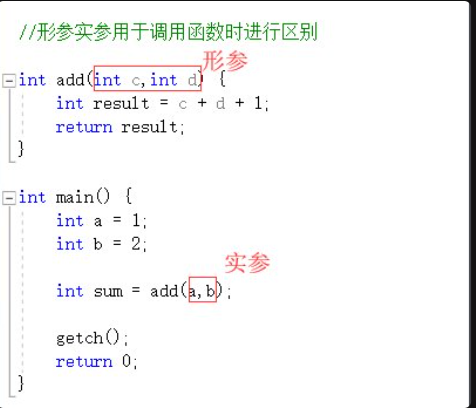 //形参实参用于调用函数时进行区别
形参
int add(int c,int d) {
int result = c + d + 1;
return result;
}
int main() {
int a = 1;
int b = 2;
实参
int sum = add(a,b);
getch();
return 0;
}